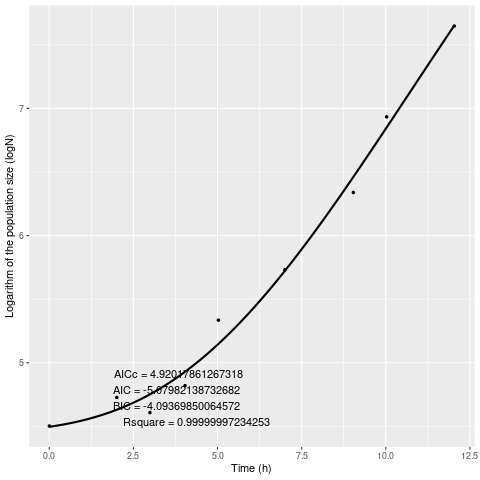 Logarithm of the population size (logN)
7
6
5
AICc = 4.92017861267318
AIC = -5.07982138732682
BIC = -4.09369850064572
Rsquare = 0.99999997234253
0.0 2.5 5.0 7.5 10.0 12.5
Time (h)